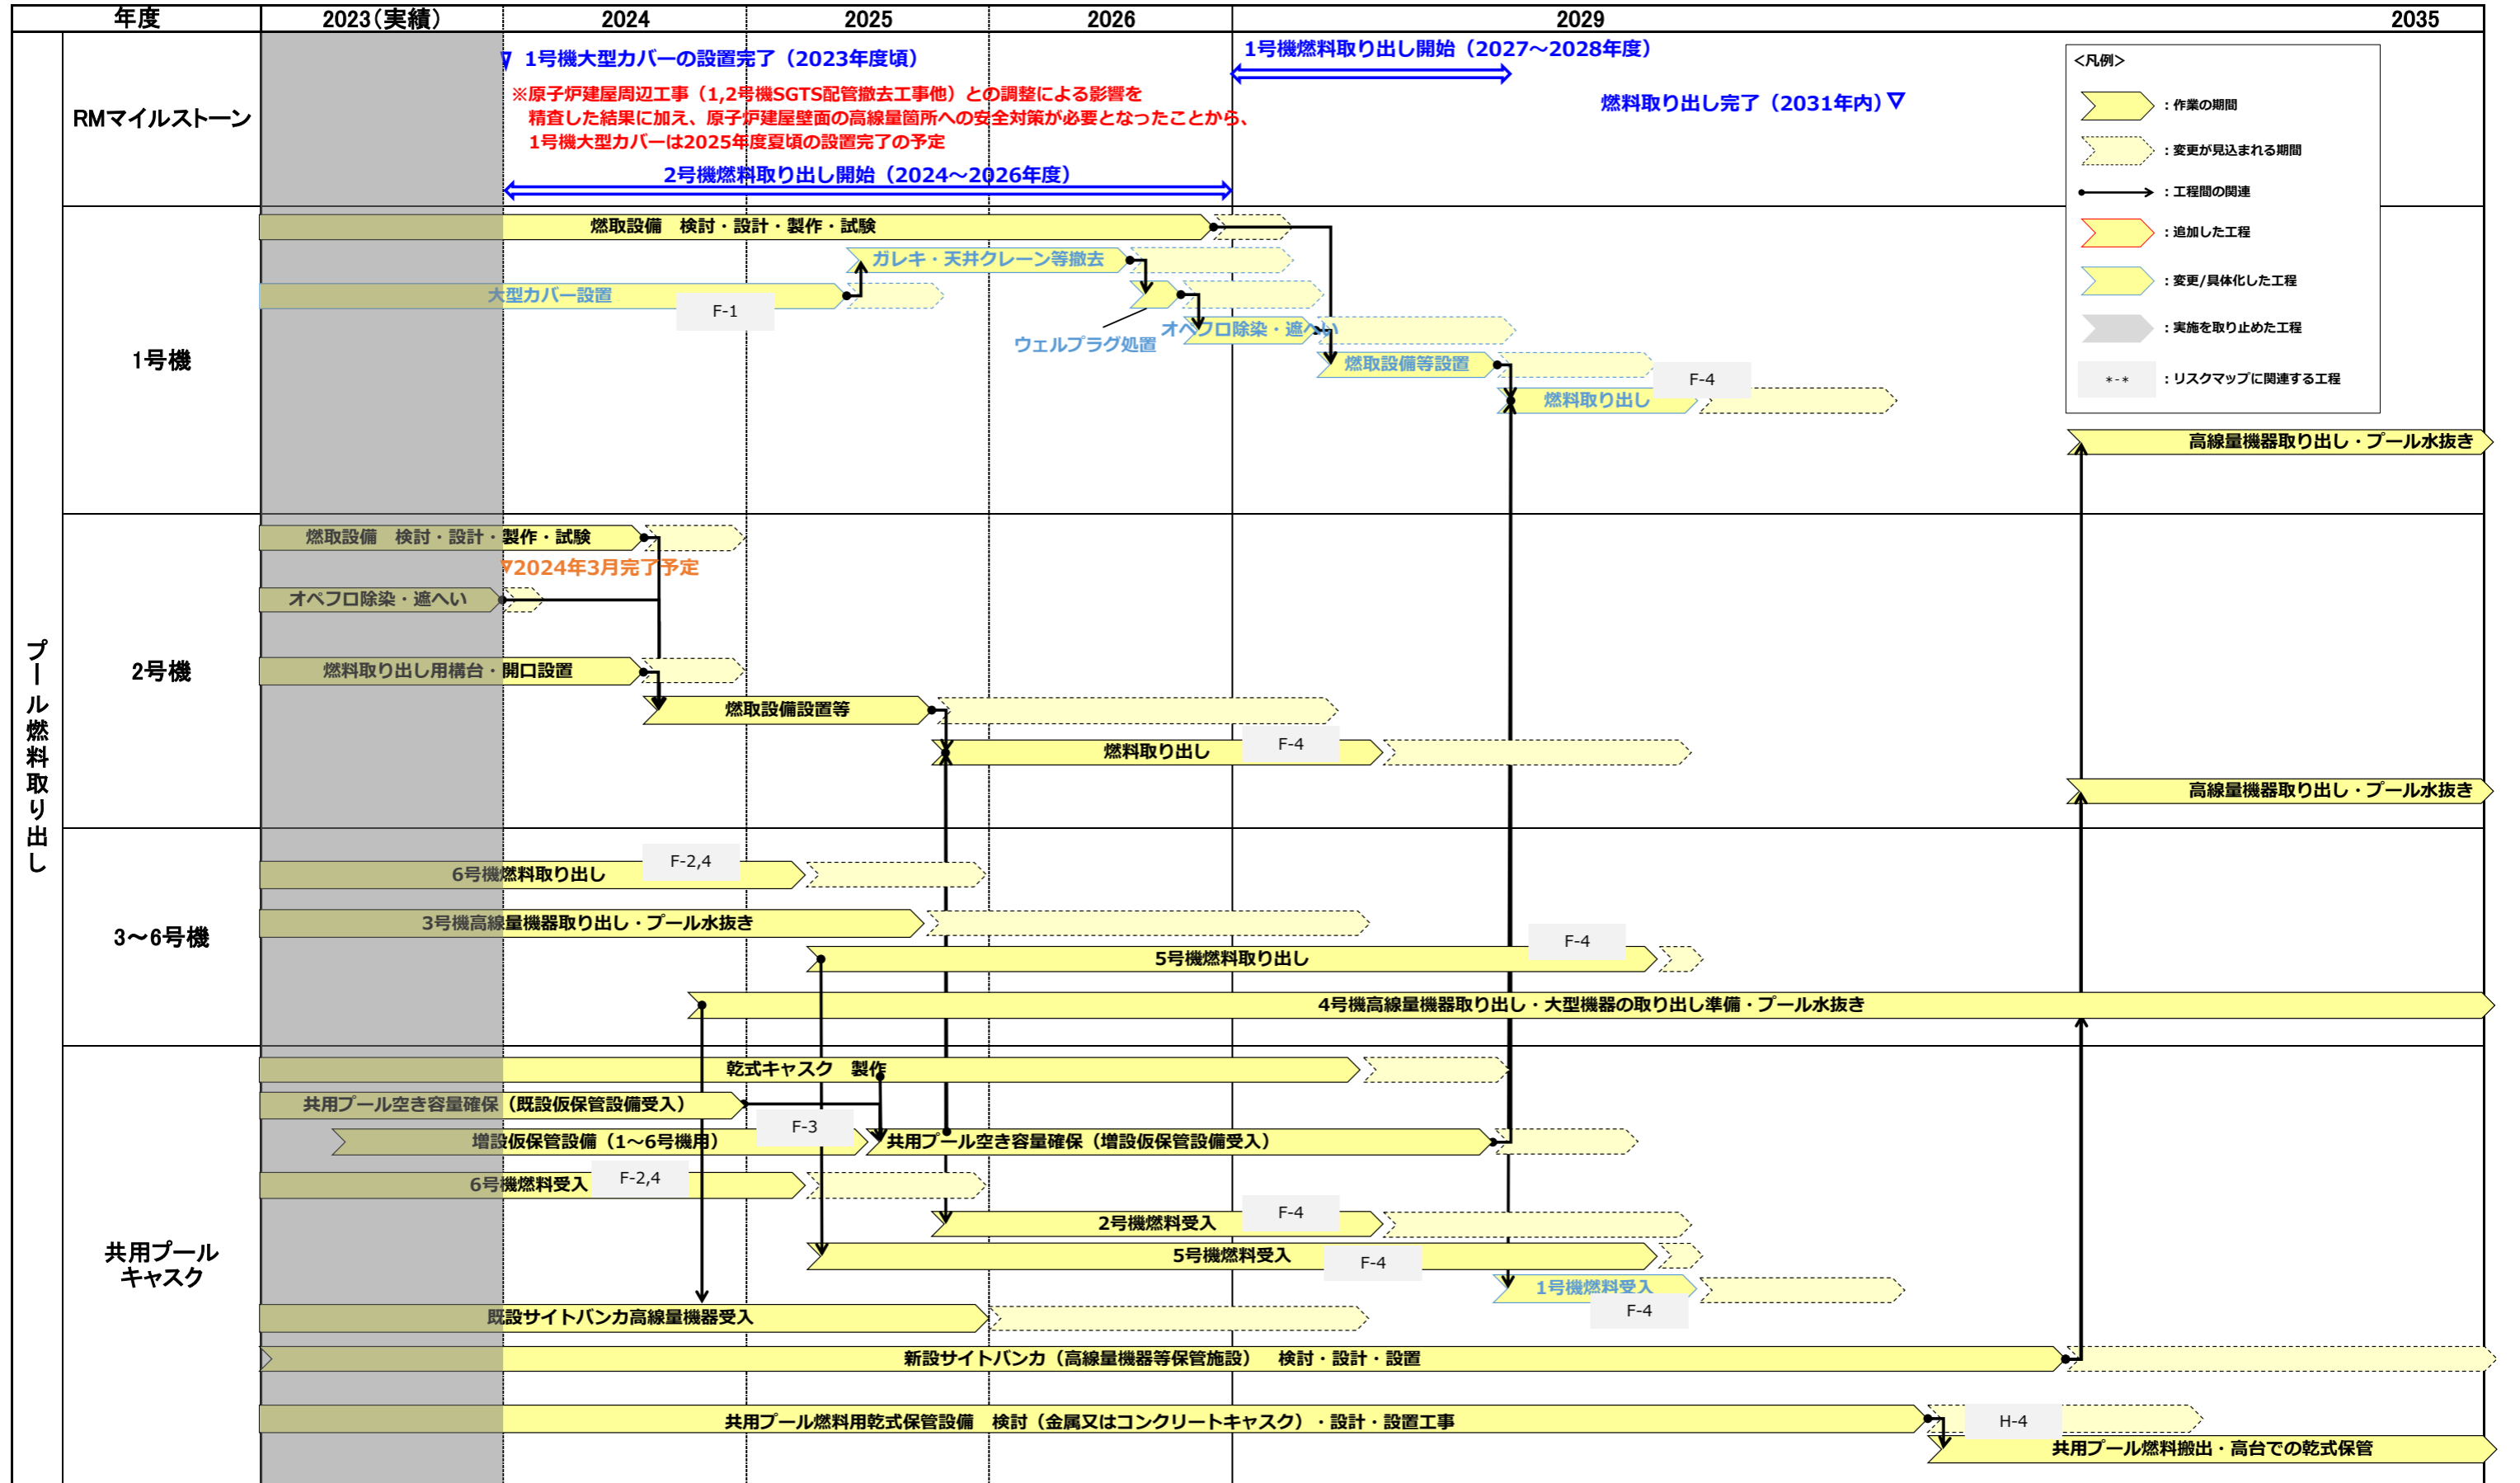 年度 2023（実績） 2024 2025 2026 2029 2035
プール燃料取り出し
RMマイルストーン
▽ 1号機大型カバーの設置完了（2023年度頃）
※原子炉建屋周辺工事（1,2号機SGTS配管撤去工事他）との調整による影響を
精査した結果に加え、原子炉建屋壁面の高線量箇所への安全対策が必要となったことから、
1号機大型カバーは2025年度夏頃の設置完了の予定
2号機燃料取り出し開始（2024～2026年度）
1号機燃料取り出し開始（2027～2028年度）
燃料取り出し完了（2031年内）▽
<凡例>
：作業の期間
：変更が見込まれる期間
：工程間の関連
：追加した工程
：変更/具体化した工程
：実施を取り止めた工程
*-* ：リスクマップに関連する工程
1号機
燃取設備 検討・設計・製作・試験
ガレキ・天井クレーン等撤去
大型カバー設置
F-1
ウェルプラグ処置
オペフロ除染・遮へい
燃取設備等設置
燃料取り出し
F-4
高線量機器取り出し・プール水抜き
2号機
燃取設備 検討・設計・製作・試験
▽2024年3月完了予定
オペフロ除染・遮へい
燃料取り出し用構台・開口設置
燃取設備設置等
燃料取り出し
F-4
高線量機器取り出し・プール水抜き
3～6号機
6号機燃料取り出し
F-2,4
3号機高線量機器取り出し・プール水抜き
5号機燃料取り出し
F-4
4号機高線量機器取り出し・大型機器の取り出し準備・プール水抜き
共用プール
キャスク
乾式キャスク 製作
共用プール空き容量確保（既設仮保管設備受入）
増設仮保管設備（1～6号機用）
F-3
共用プール空き容量確保（増設仮保管設備受入）
6号機燃料受入
F-2,4
2号機燃料受入
F-4
5号機燃料受入
F-4
1号機燃料受入
F-4
既設サイトバンカ高線量機器受入
新設サイトバンカ（高線量機器等保管施設） 検討・設計・設置
共用プール燃料用乾式保管設備 検討（金属又はコンクリートキャスク）・設計・設置工事
H-4
共用プール燃料搬出・高台での乾式保管